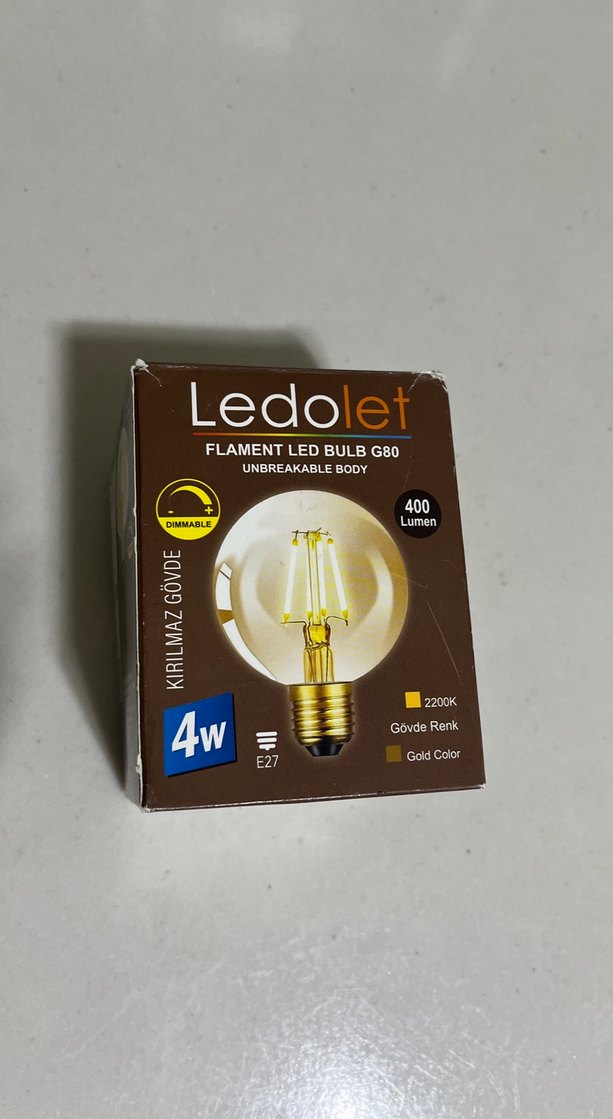 Ledolet
FLAMENT LED BULB G80
UNBREAKABLE BODY
- +
DIMMABLE
400
Lumen
KIRILMAZ GÖVDE
4w
E27
2200K
Gövde Renk
Gold Color